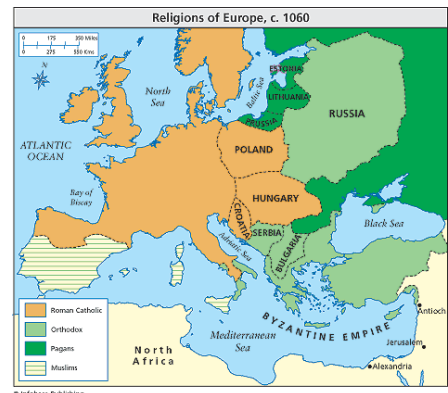 Religions of Europe, c. 1060
0 175 350 Miles
0 275 550 Kms
N
North
Sea
Baltic Sea
ESTONIA
LITHUANIA
PRUSSIA
RUSSIA
ATLANTIC
OCEAN
POLAND
Bay of
Biscay
HUNGARY
CROATIA
Black Sea
SERBIA
Adriatic Sea
BULGARIA
Roman Catholic
Orthodox
Pagans
Muslims
BYZANTINE EMPIRE
Antioch
Mediterranean
Sea
Jerusalem
North
Africa
Alexandria
© Infobase Publishing